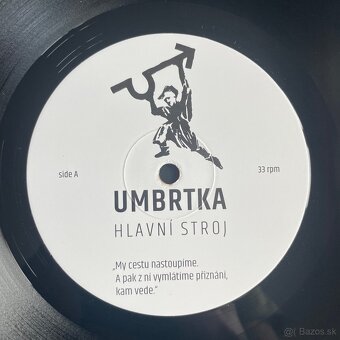 side A
33 rpm
UMBRTKA
HLAVNÍ STROJ
„My cestu nastoupíme.
A pak z ní vymlátíme přiznání,
kam vede.“
Bazos.sk